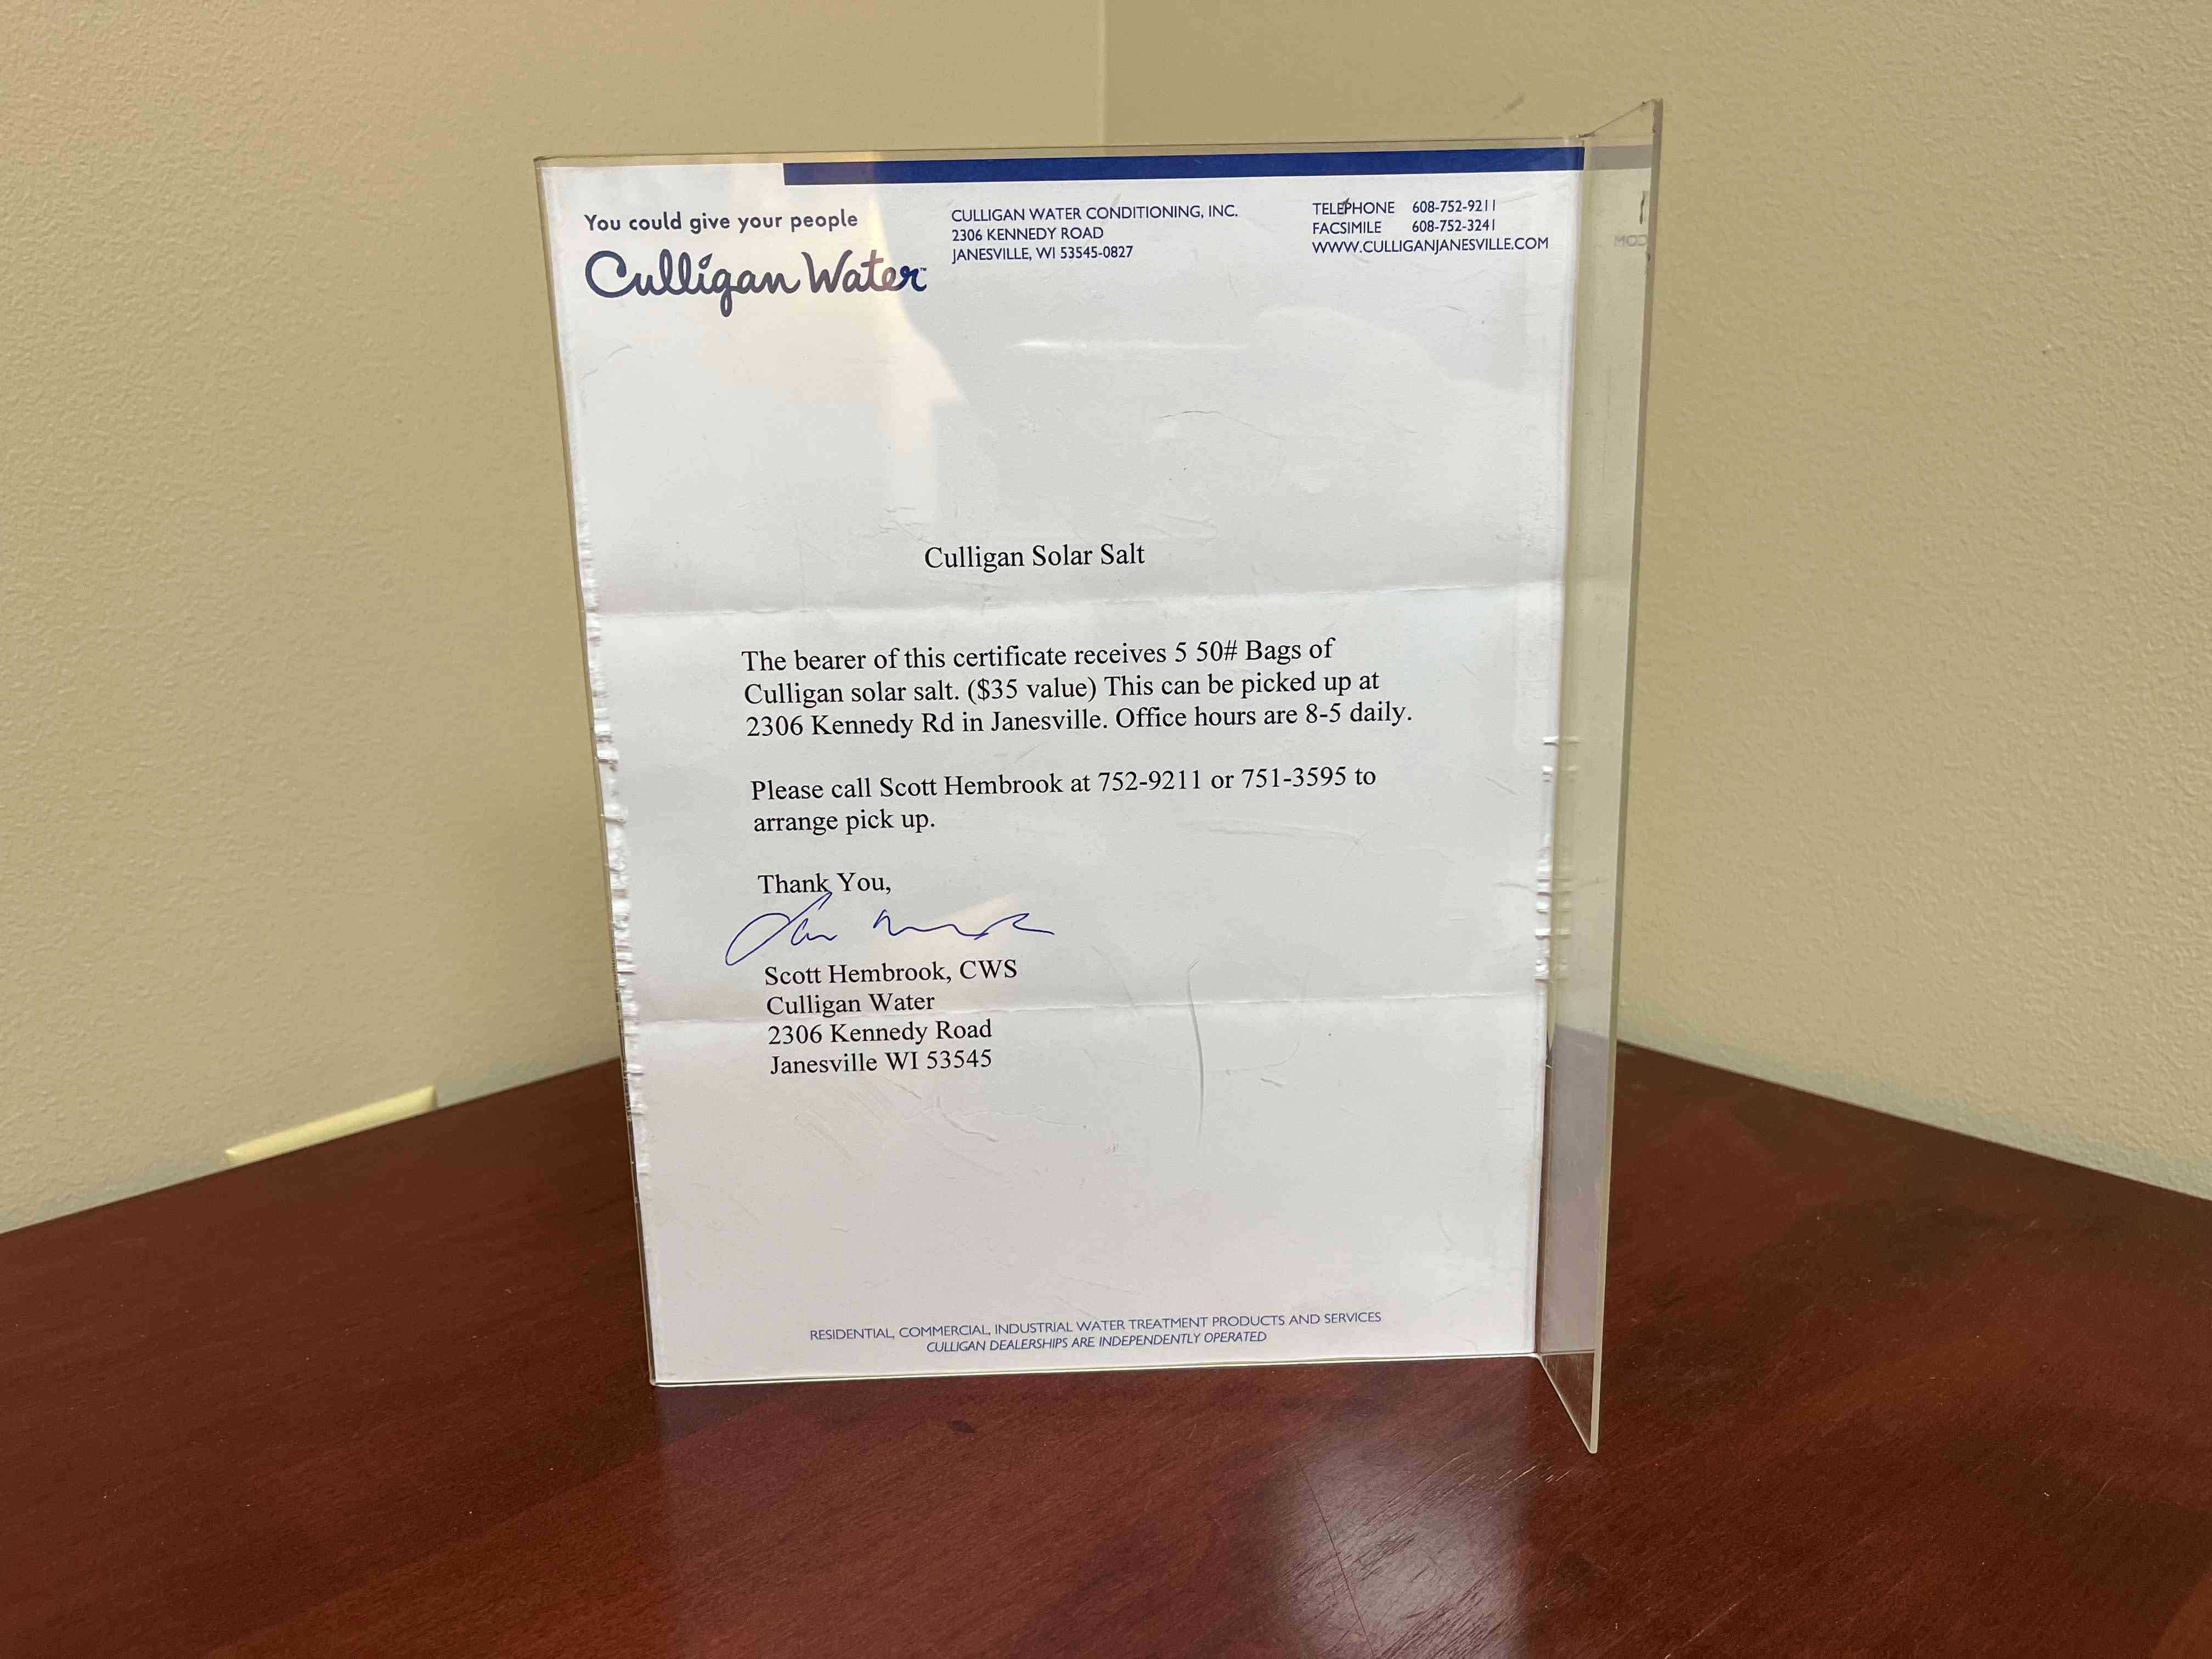 You could give your people
Culligan Water™
CULLIGAN WATER CONDITIONING, INC.
2306 KENNEDY ROAD
JANESVILLE, WI 53545-0827
TELEPHONE 608-752-9211
FACSIMILE 608-752-3241
WWW.CULLIGANJANESVILLE.COM
Culligan Solar Salt
The bearer of this certificate receives 5 50# Bags of
Culligan solar salt. ($35 value) This can be picked up at
2306 Kennedy Rd in Janesville. Office hours are 8-5 daily.
Please call Scott Hembrook at 752-9211 or 751-3595 to
arrange pick up.
Thank You,
Scott Hembrook, CWS
Culligan Water
2306 Kennedy Road
Janesville WI 53545
RESIDENTIAL, COMMERCIAL, INDUSTRIAL WATER TREATMENT PRODUCTS AND SERVICES
CULLIGAN DEALERSHIPS ARE INDEPENDENTLY OPERATED